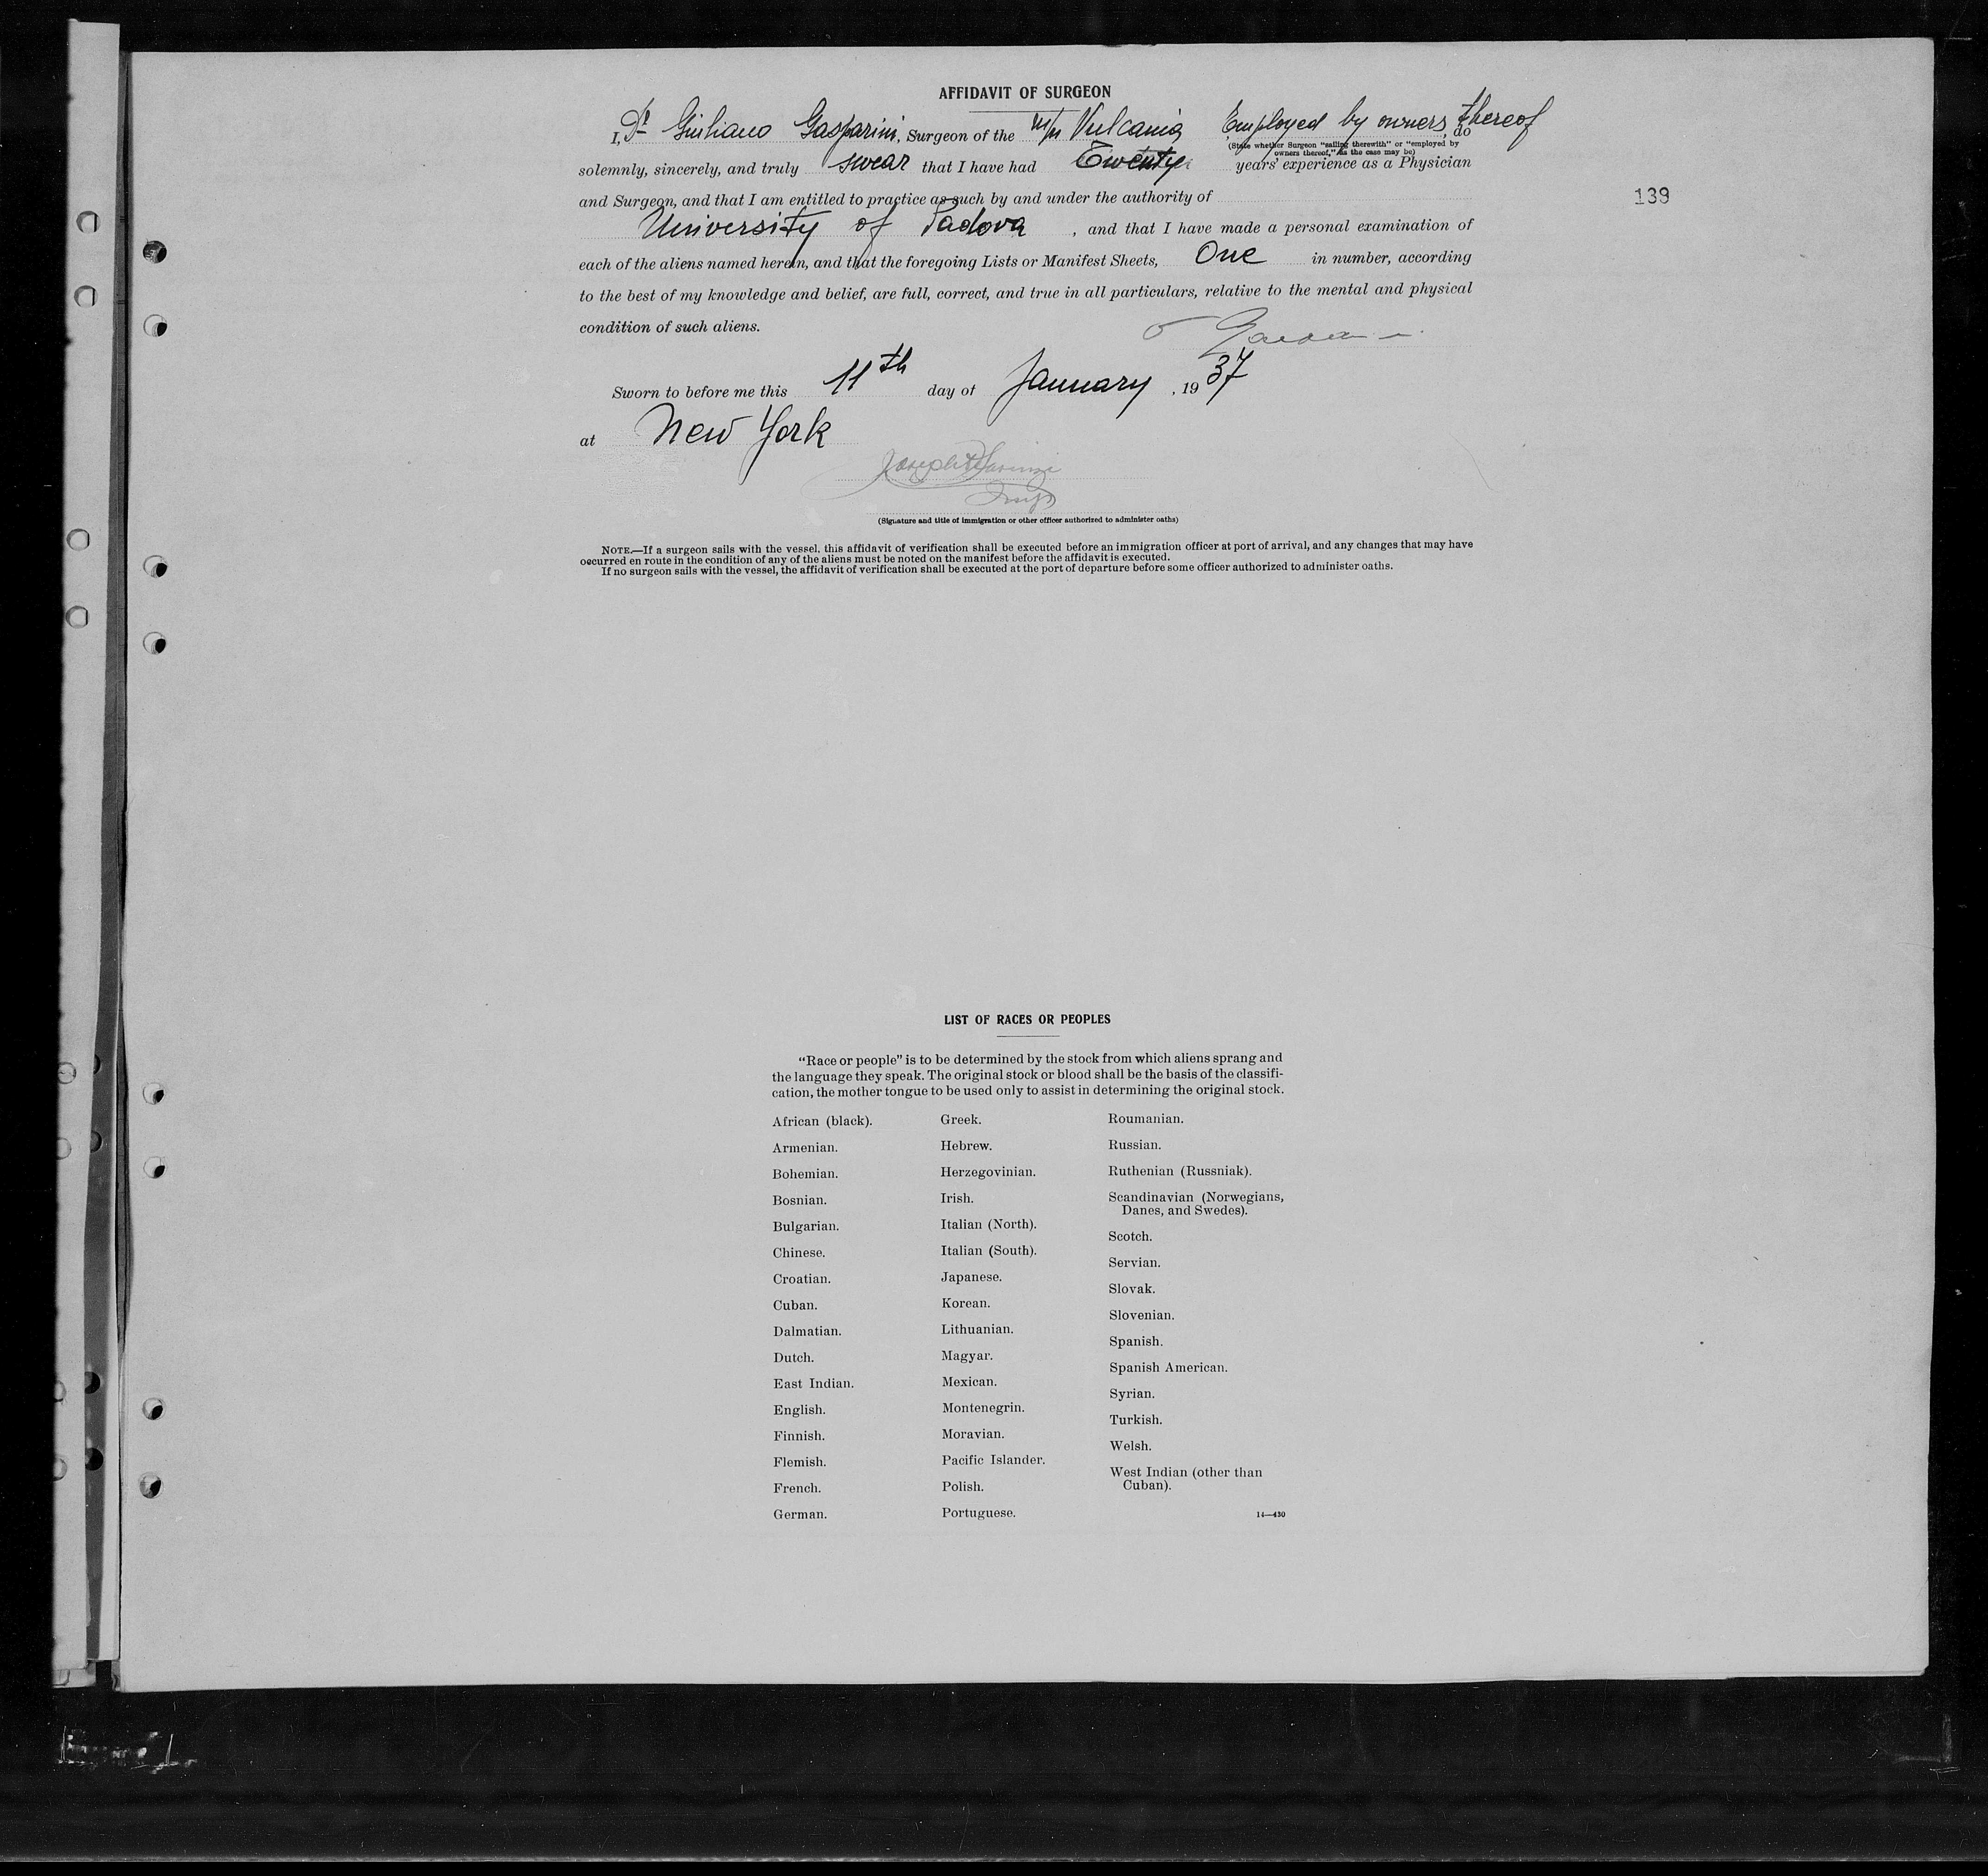 AFFIDAVIT OF SURGEON
I, Dr Giuliano Gasparini, Surgeon of the M/n Vulcania Employed by owners thereof, do
(State whether Surgeon "sailing therewith" or "employed by
owners thereof," as the case may be)
solemnly, sincerely, and truly swear that I have had Twenty years' experience as a Physician
and Surgeon, and that I am entitled to practice as such by and under the authority of
139
University of Padova, and that I have made a personal examination of
each of the aliens named herein, and that the foregoing Lists or Manifest Sheets, One in number, according
to the best of my knowledge and belief, are full, correct, and true in all particulars, relative to the mental and physical
condition of such aliens.
Sworn to before me this 11th day of January, 1937
at New York
(Signature and title of immigration or other officer authorized to administer oaths)
NOTE.—If a surgeon sails with the vessel, this affidavit of verification shall be executed before an immigration officer at port of arrival, and any changes that may have
occurred en route in the condition of any of the aliens must be noted on the manifest before the affidavit is executed.
If no surgeon sails with the vessel, the affidavit of verification shall be executed at the port of departure before some officer authorized to administer oaths.
LIST OF RACES OR PEOPLES
"Race or people" is to be determined by the stock from which aliens sprang and
the language they speak. The original stock or blood shall be the basis of the classifi-
cation, the mother tongue to be used only to assist in determining the original stock.
African (black).
Armenian.
Bohemian.
Bosnian.
Bulgarian.
Chinese.
Croatian.
Cuban.
Dalmatian.
Dutch.
East Indian.
English.
Finnish.
Flemish.
French.
German.
Greek.
Hebrew.
Herzegovinian.
Irish.
Italian (North).
Italian (South).
Japanese.
Korean.
Lithuanian.
Magyar.
Mexican.
Montenegrin.
Moravian.
Pacific Islander.
Polish.
Portuguese.
Roumanian.
Russian.
Ruthenian (Russniak).
Scandinavian (Norwegians,
Danes, and Swedes).
Scotch.
Servian.
Slovak.
Slovenian.
Spanish.
Spanish American.
Syrian.
Turkish.
Welsh.
West Indian (other than
Cuban).
14—430